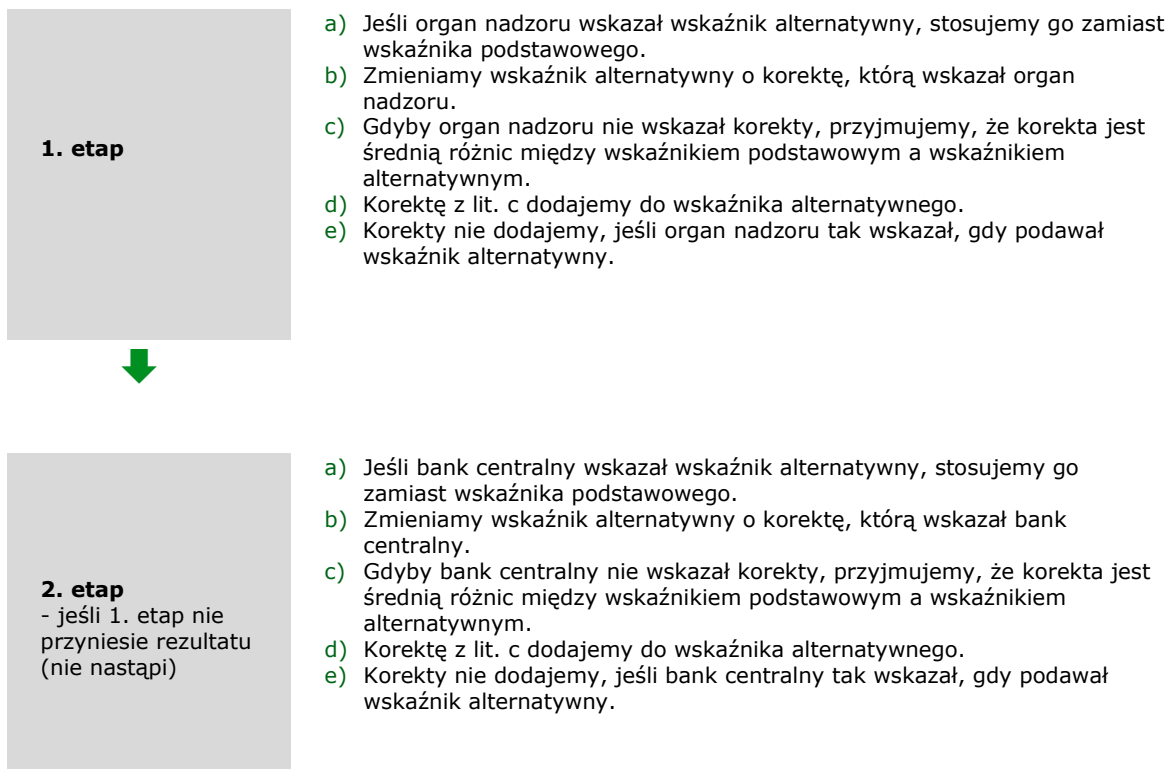 a) Jeśli organ nadzoru wskazał wskaźnik alternatywny, stosujemy go zamiast
wskaźnika podstawowego.
b) Zmieniamy wskaźnik alternatywny o korektę, którą wskazał organ
nadzoru.
1. etap
c) Gdyby organ nadzoru nie wskazał korekty, przyjmujemy, że korekta jest
średnią różnic między wskaźnikiem podstawowym a wskaźnikiem
alternatywnym.
d) Korektę z lit. c dodajemy do wskaźnika alternatywnego.
e) Korekty nie dodajemy, jeśli organ nadzoru tak wskazał, gdy podawał
wskaźnik alternatywny.
a) Jeśli bank centralny wskazał wskaźnik alternatywny, stosujemy go
zamiast wskaźnika podstawowego.
b) Zmieniamy wskaźnik alternatywny o korektę, którą wskazał bank
centralny.
2. etap
- jeśli 1. etap nie
przyniesie rezultatu
(nie nastąpi)
c) Gdyby bank centralny nie wskazał korekty, przyjmujemy, że korekta jest
średnią różnic między wskaźnikiem podstawowym a wskaźnikiem
alternatywnym.
d) Korektę z lit. c dodajemy do wskaźnika alternatywnego.
e) Korekty nie dodajemy, jeśli bank centralny tak wskazał, gdy podawał
wskaźnik alternatywny.